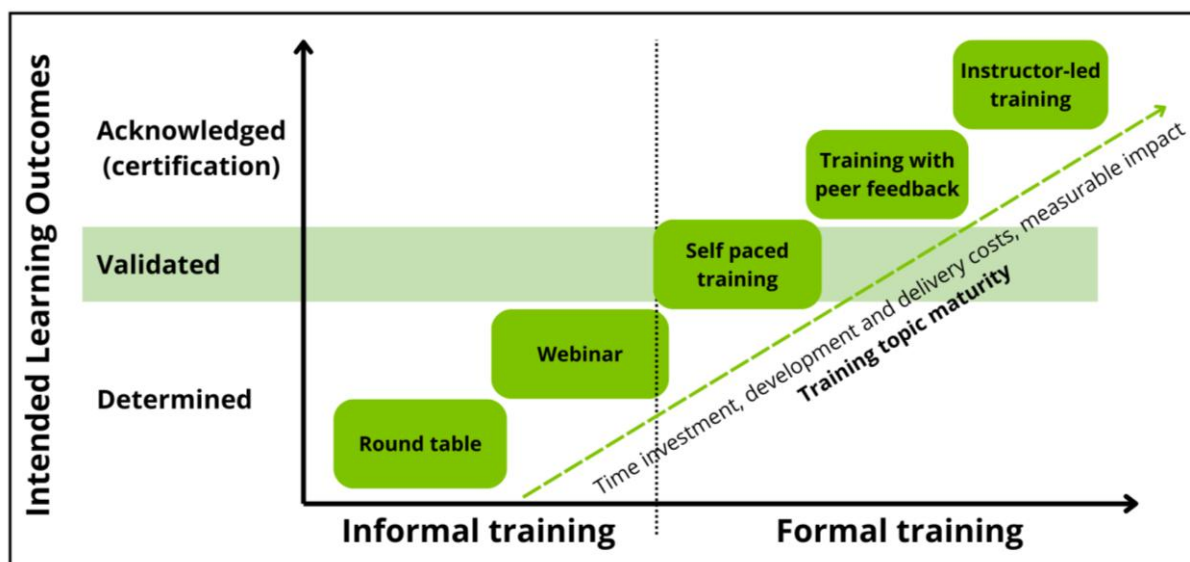 Intended Learning Outcomes
Acknowledged
(certification)
Validated
Determined
Instructor-led
training
Training with
peer feedback
Self paced
training
Webinar
Round table
Time investment, development and delivery costs, measurable impact
Training topic maturity
Informal training
Formal training